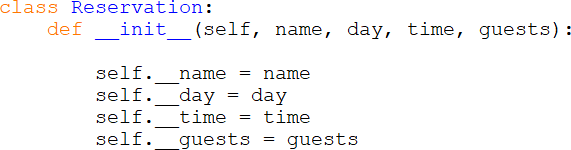 class Reservation:
    def __init__(self, name, day, time, guests):
        self.__name = name
        self.__day = day
        self.__time = time
        self.__guests = guests